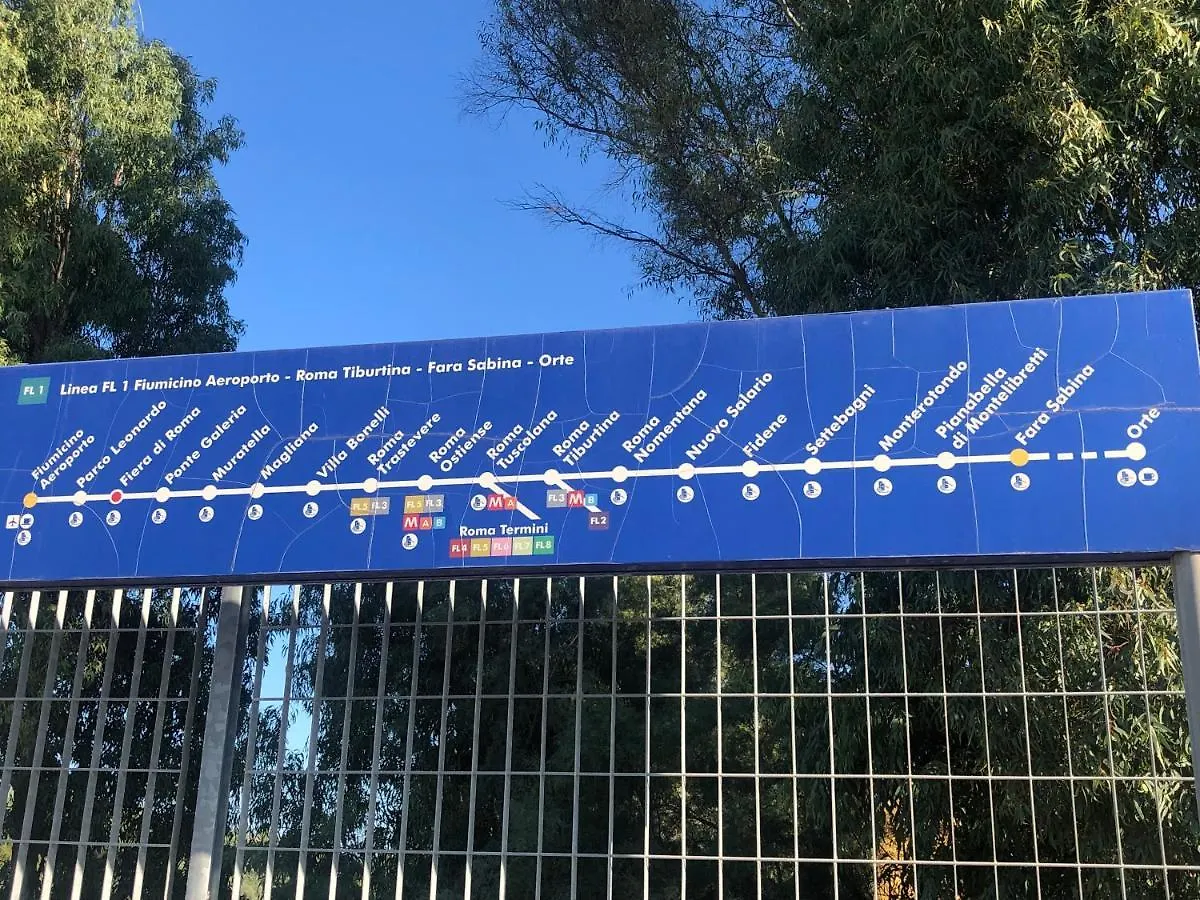 FL 1 Linea FL 1 Fiumicino Aeroporto - Roma Tiburtina - Fara Sabina - Orte
Fiumicino
Aeroporto
Parco Leonardo
Fiera di Roma
Ponte Galeria
Muratella
Magliana
Villa Bonelli
Roma
Trastevere
Roma
Ostiense
Roma
Tuscolana
Roma
Tiburtina
Roma
Nomentana
Nuovo Salario
Fidene
Settebagni
Monterotondo
Pianabella
di Montelibretti
Fara Sabina
Orte
FL5 FL3
FL5 FL3
M A B
M A
FL3 M B
FL2
Roma Termini
FL4 FL5 FL6 FL7 FL8